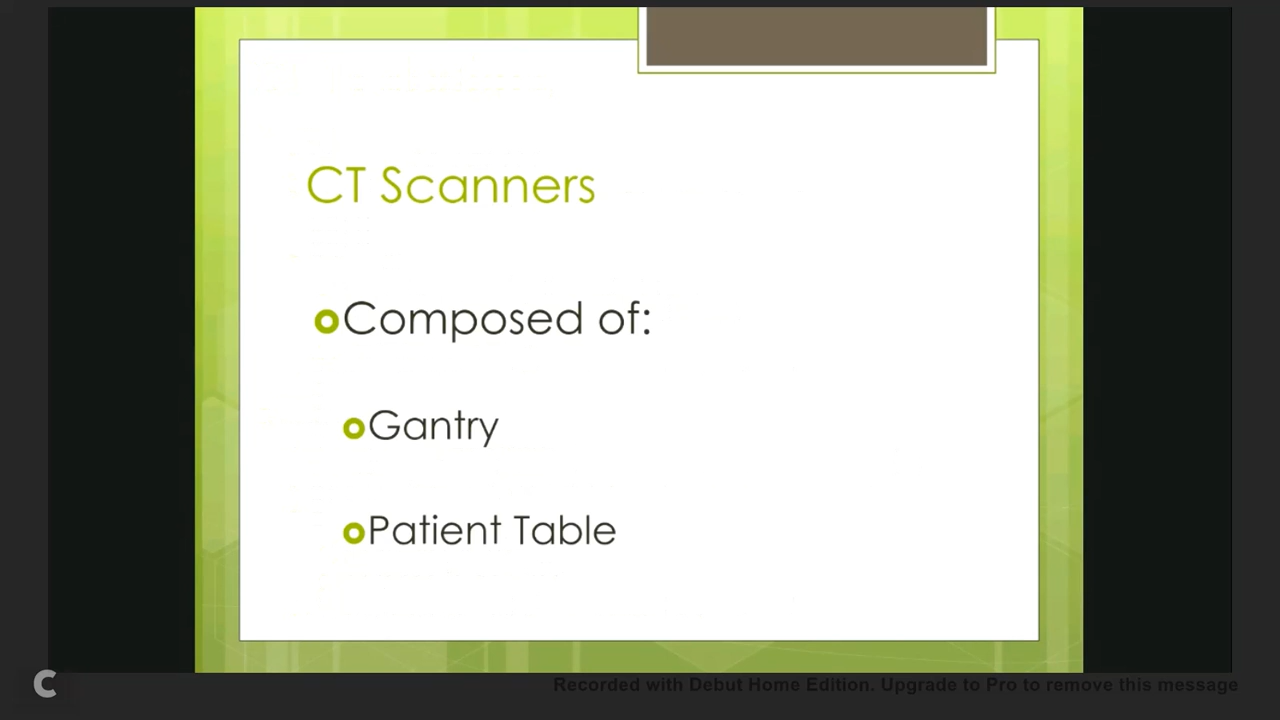 CT Scanners
Composed of:
Gantry
Patient Table
C
Recorded with Debut Home Edition. Upgrade to Pro to remove this message